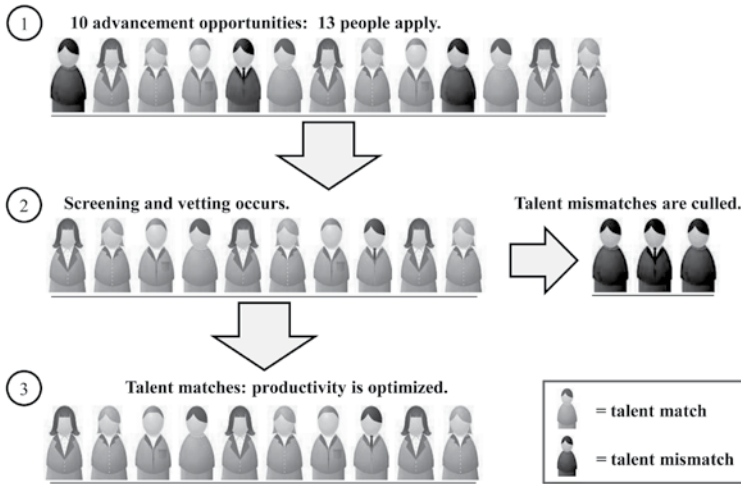 1
10 advancement opportunities: 13 people apply.
2
Screening and vetting occurs.
Talent mismatches are culled.
3
Talent matches: productivity is optimized.
= talent match
= talent mismatch